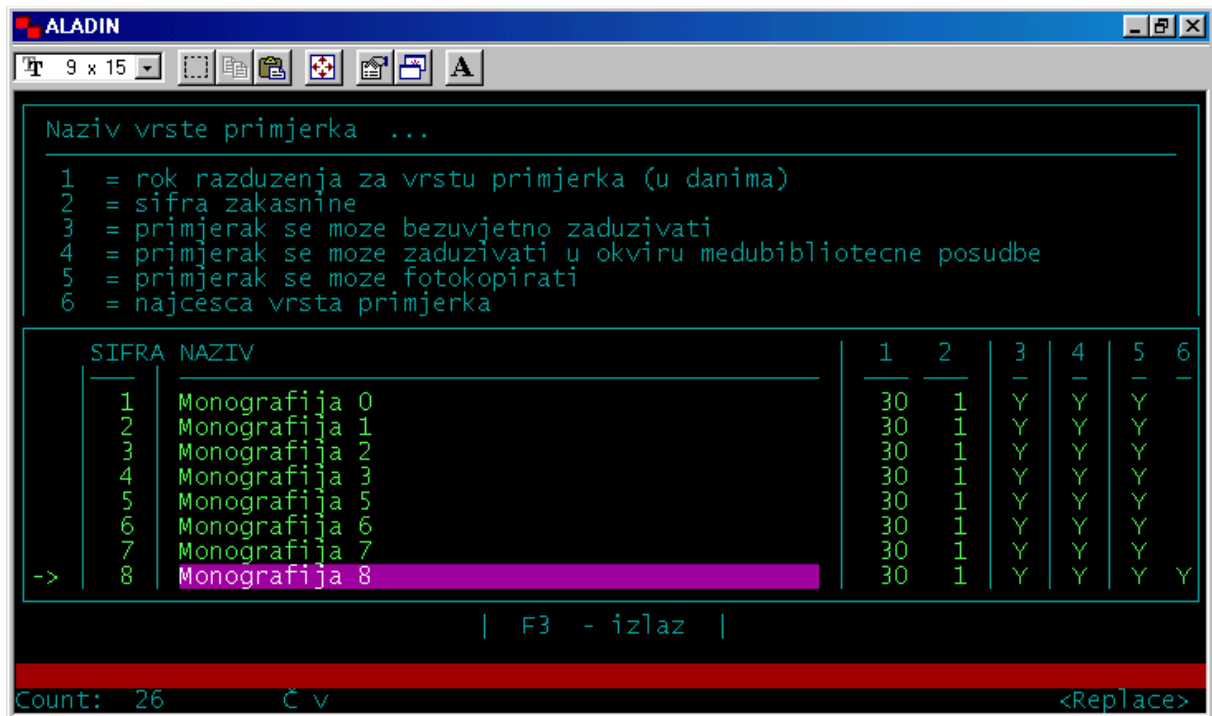 ALADIN
9 x 15
A
Naziv vrste primjerka ...
1 = rok razduzenja za vrstu primjerka (u danima)
2 = sifra zakasnine
3 = primjerak se moze bezuvjetno zaduzivati
4 = primjerak se moze zaduzivati u okviru medubibliotecne posudbe
5 = primjerak se moze fotokopirati
6 = najcesca vrsta primjerka
SIFRA NAZIV 1 2 3 4 5 6
1 Monografija 0 30 1 Y Y Y
2 Monografija 1 30 1 Y Y Y
3 Monografija 2 30 1 Y Y Y
4 Monografija 3 30 1 Y Y Y
5 Monografija 5 30 1 Y Y Y
6 Monografija 6 30 1 Y Y Y
7 Monografija 7 30 1 Y Y Y
-> 8 Monografija 8 30 1 Y Y Y Y
| F3 - izlaz |
Count: 26 Č v <Replace>